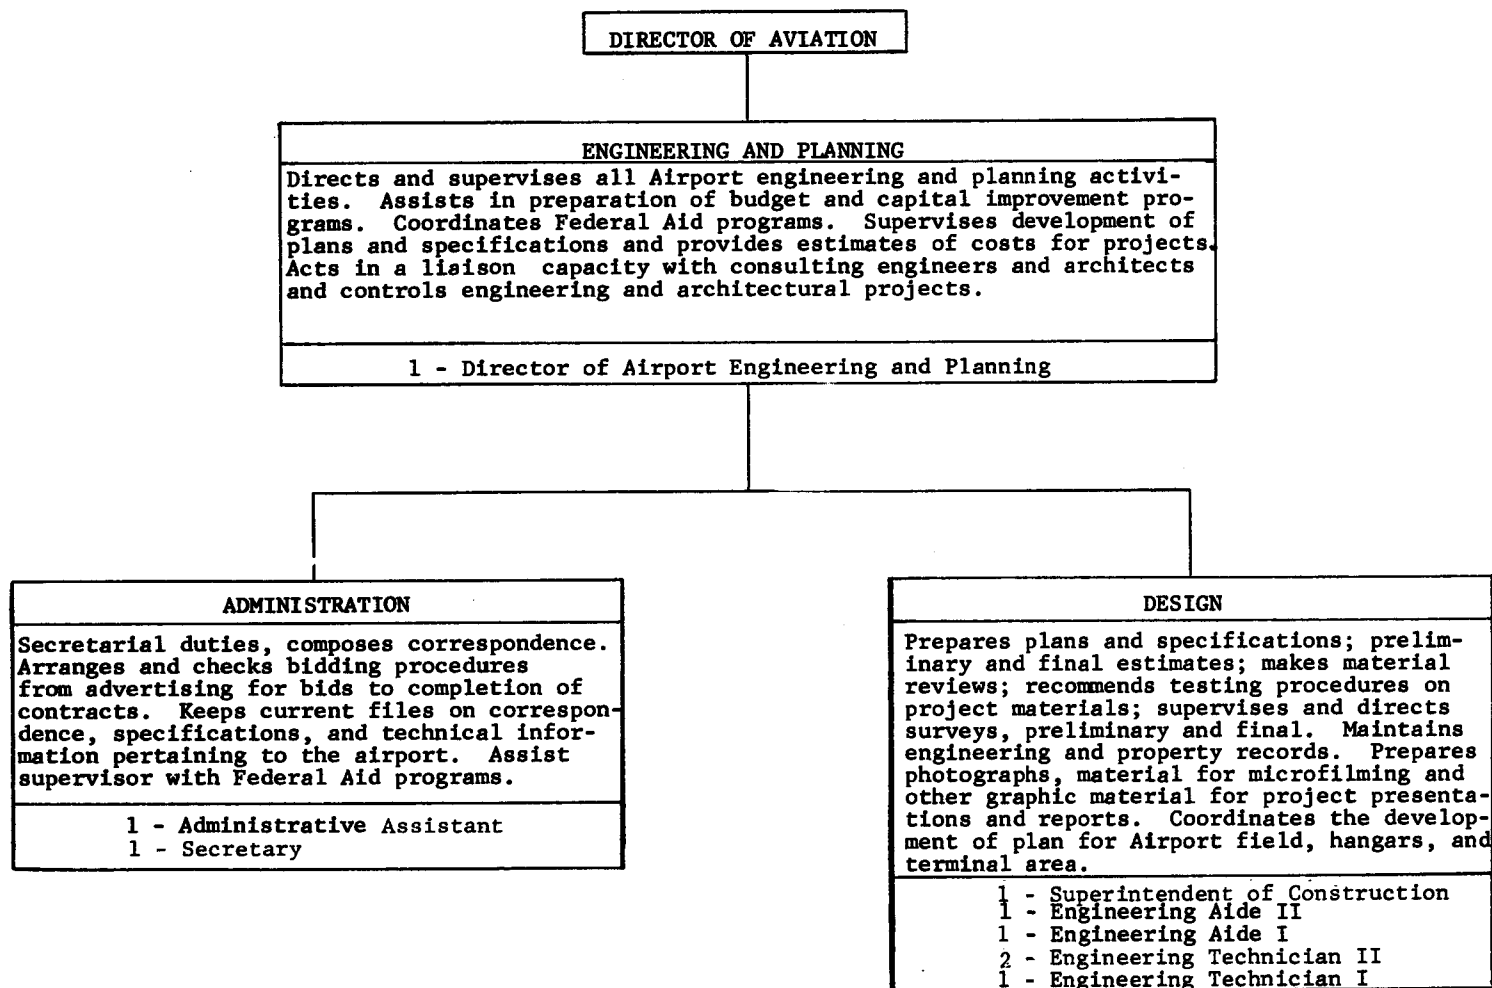 DIRECTOR OF AVIATION
ENGINEERING AND PLANNING
Directs and supervises all Airport engineering and planning activi-
ties.  Assists in preparation of budget and capital improvement pro-
grams.  Coordinates Federal Aid programs.  Supervises development of
plans and specifications and provides estimates of costs for projects.
Acts in a liaison  capacity with consulting engineers and architects
and controls engineering and architectural projects.
1 - Director of Airport Engineering and Planning
ADMINISTRATION
Secretarial duties, composes correspondence.
Arranges and checks bidding procedures
from advertising for bids to completion of
contracts.  Keeps current files on correspon-
dence, specifications, and technical infor-
mation pertaining to the airport.  Assist
supervisor with Federal Aid programs.
1 - Administrative Assistant
1 - Secretary
DESIGN
Prepares plans and specifications; prelim-
inary and final estimates; makes material
reviews; recommends testing procedures on
project materials; supervises and directs
surveys, preliminary and final.  Maintains
engineering and property records.  Prepares
photographs, material for microfilming and
other graphic material for project presenta-
tions and reports.  Coordinates the develop-
ment of plan for Airport field, hangars, and
terminal area.
1 - Superintendent of Construction
1 - Engineering Aide II
1 - Engineering Aide I
2 - Engineering Technician II
1 - Engineering Technician I